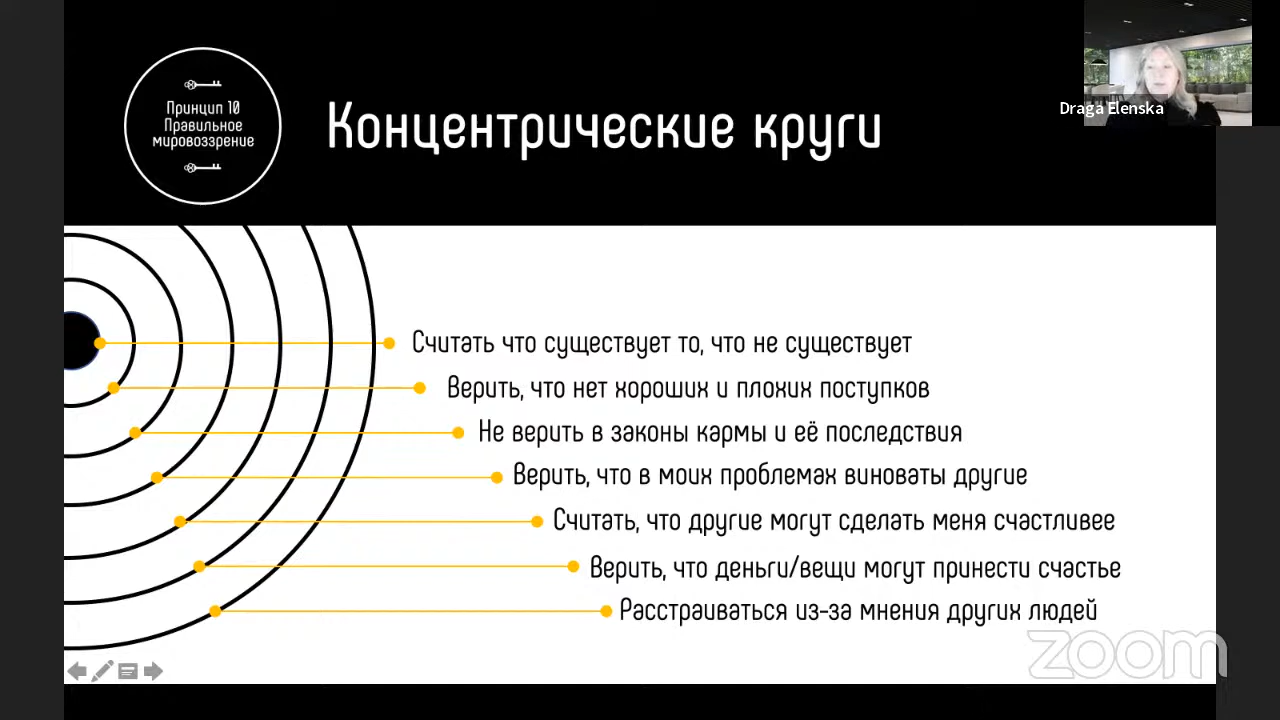 Принцип 10
Правильное
мировоззрение
Концентрические круги
Draga Elenska
Считать что существует то, что не существует
Верить, что нет хороших и плохих поступков
Не верить в законы кармы и её последствия
Верить, что в моих проблемах виноваты другие
Считать, что другие могут сделать меня счастливее
Верить, что деньги/вещи могут принести счастье
Расстраиваться из-за мнения других людей
zoom